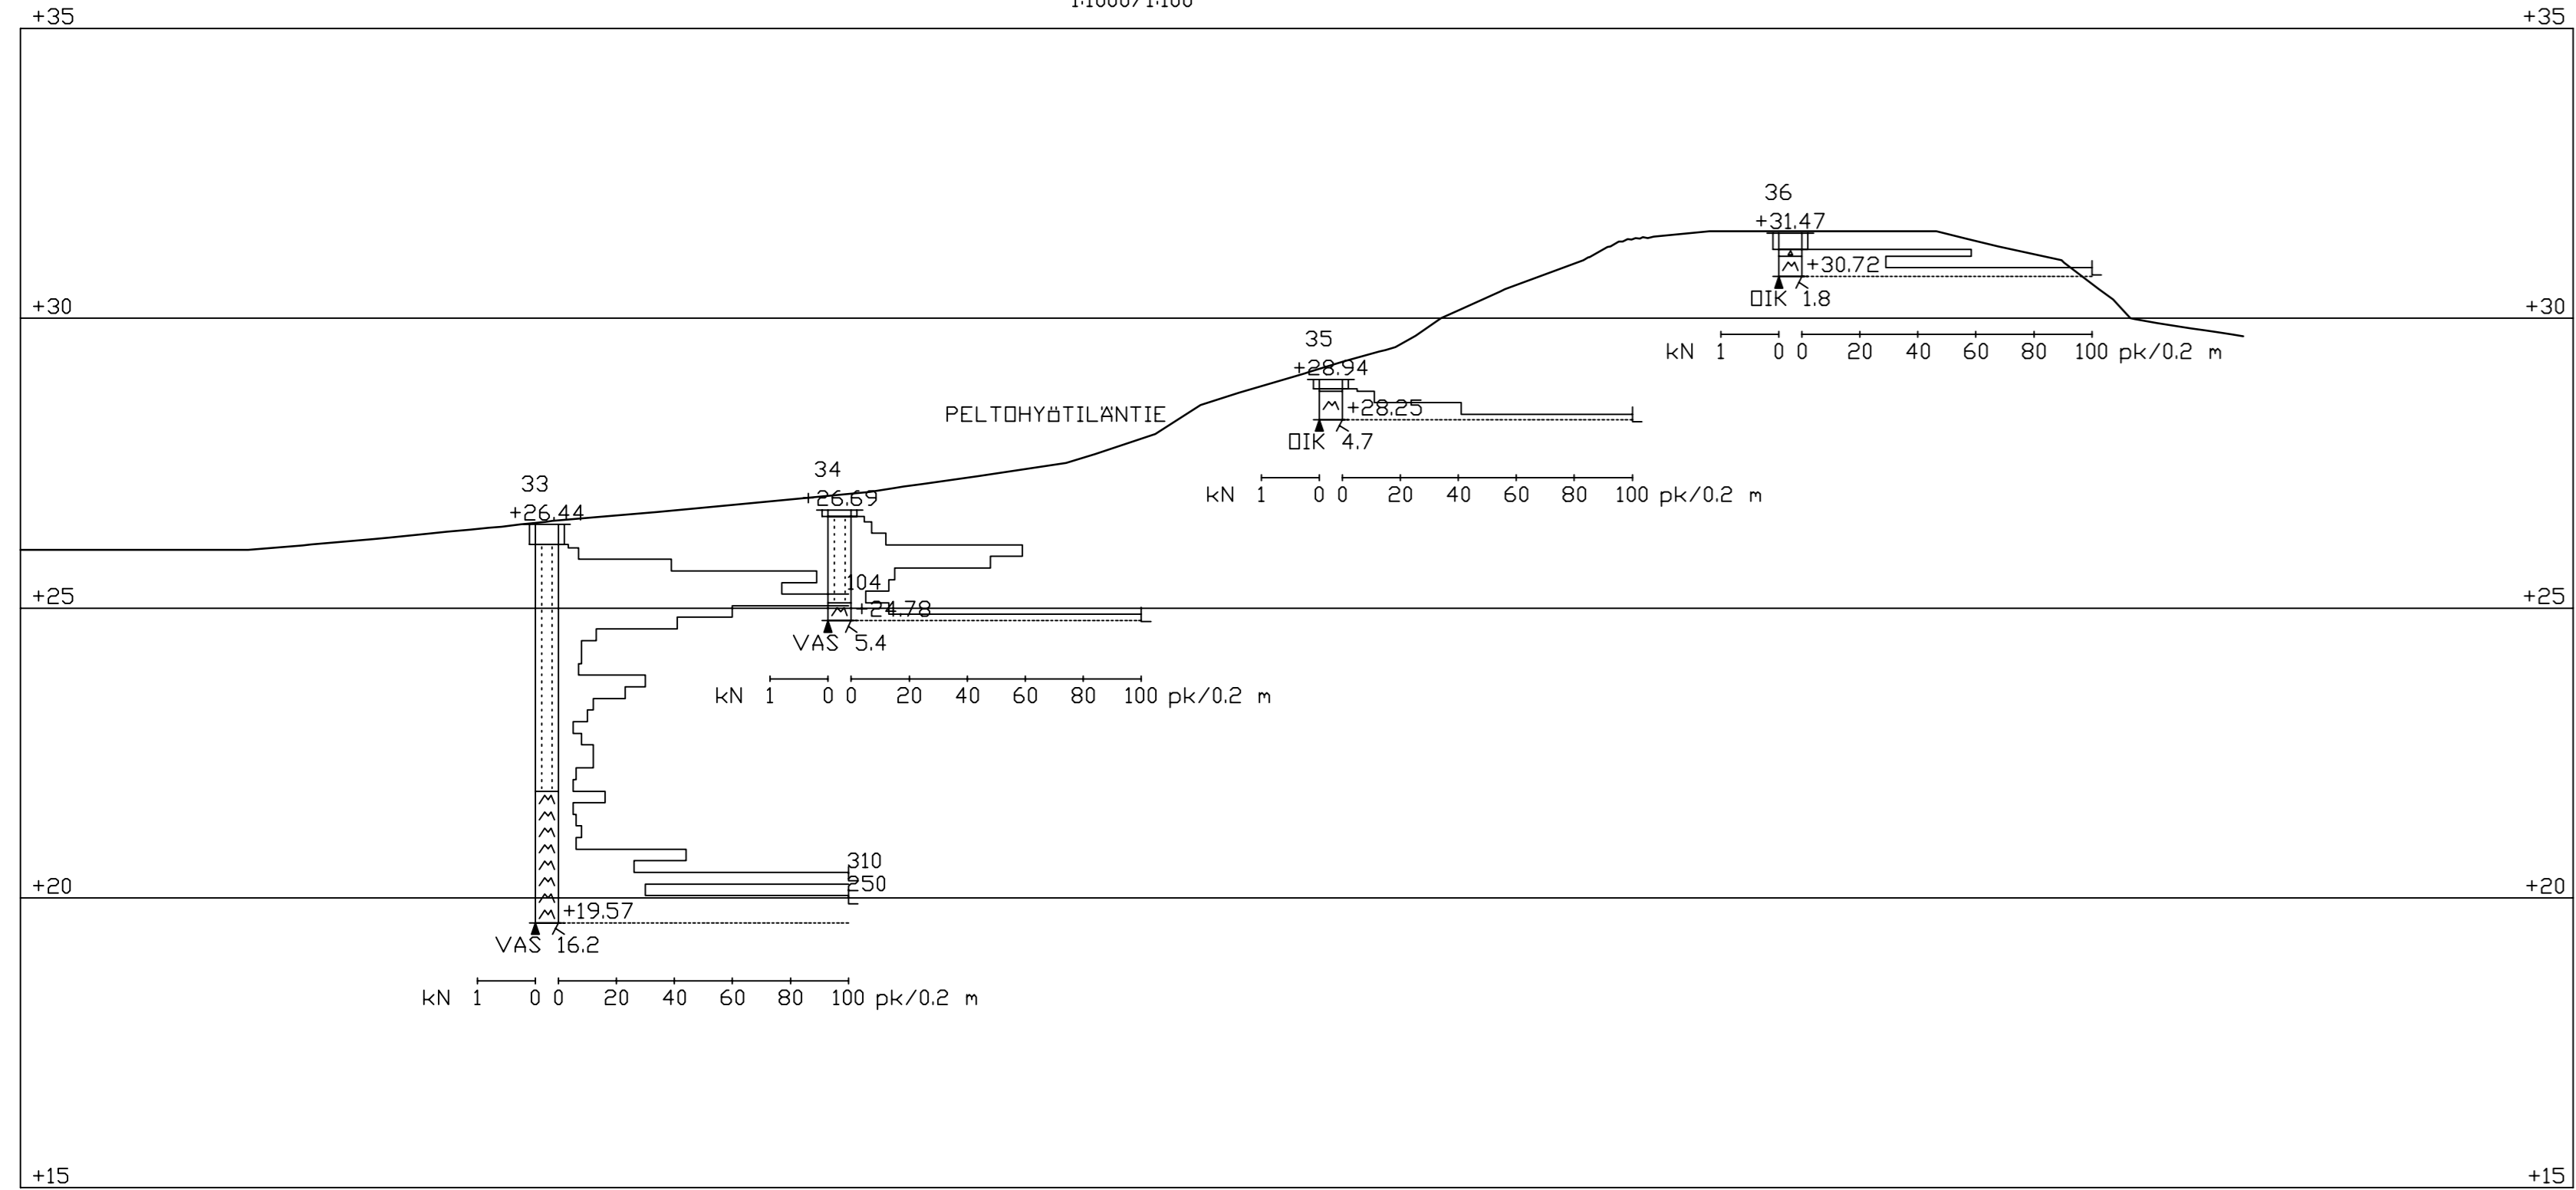 1:1000/1:100
+35 +35
36
+31.47
+30.72
OIK 1.8
+30 +30
kN 1 0 0 20 40 60 80 100 pk/0.2 m
35
+28.94
+28.25
OIK 4.7
kN 1 0 0 20 40 60 80 100 pk/0.2 m
PELTOHYÖTILÄNTIE
34
+26.69
33
+26.44
104
+25 +25
+24.78
VAS 5.4
kN 1 0 0 20 40 60 80 100 pk/0.2 m
310
250
+20 +20
+19.57
VAS 16.2
kN 1 0 0 20 40 60 80 100 pk/0.2 m
+15 +15